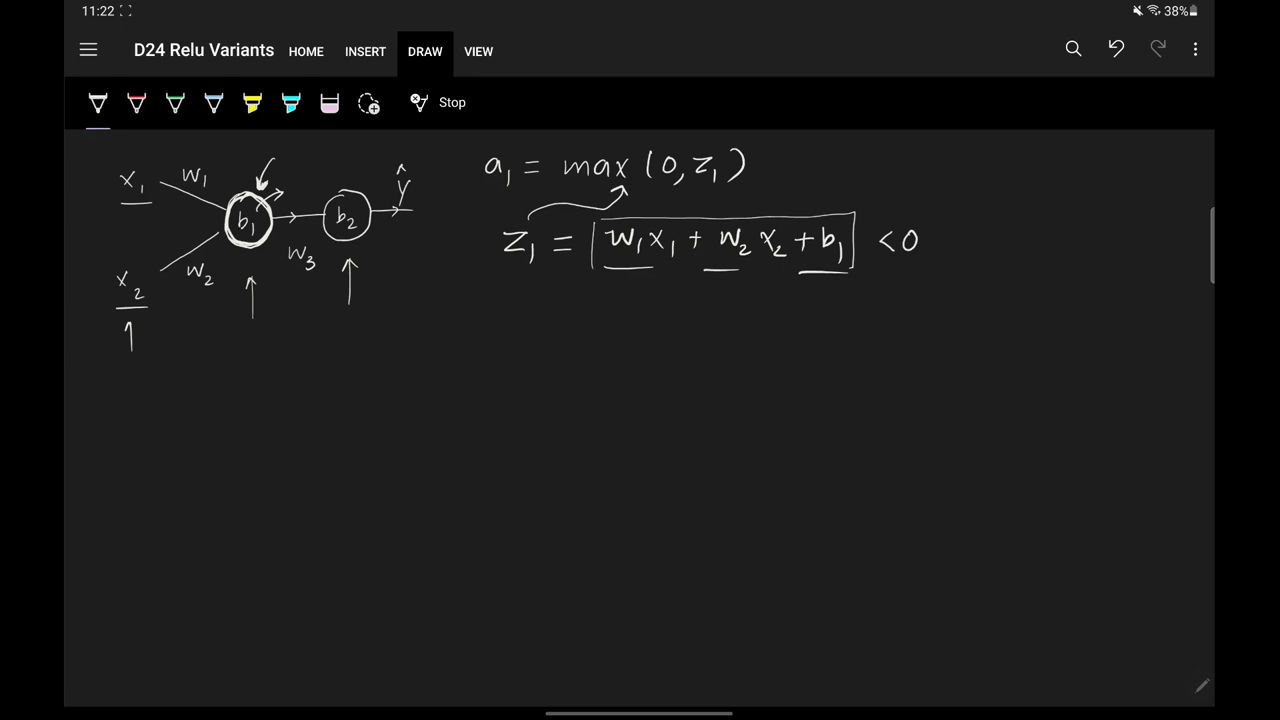 11:22 38%
D24 Relu Variants HOME INSERT DRAW VIEW
Stop
x₁ w₁ b₁ b₂ ŷ
x₂ w₂ w₃
1
a₁ = max (0, z₁)
z₁ = w₁x₁ + w₂x₂ + b₁ < 0